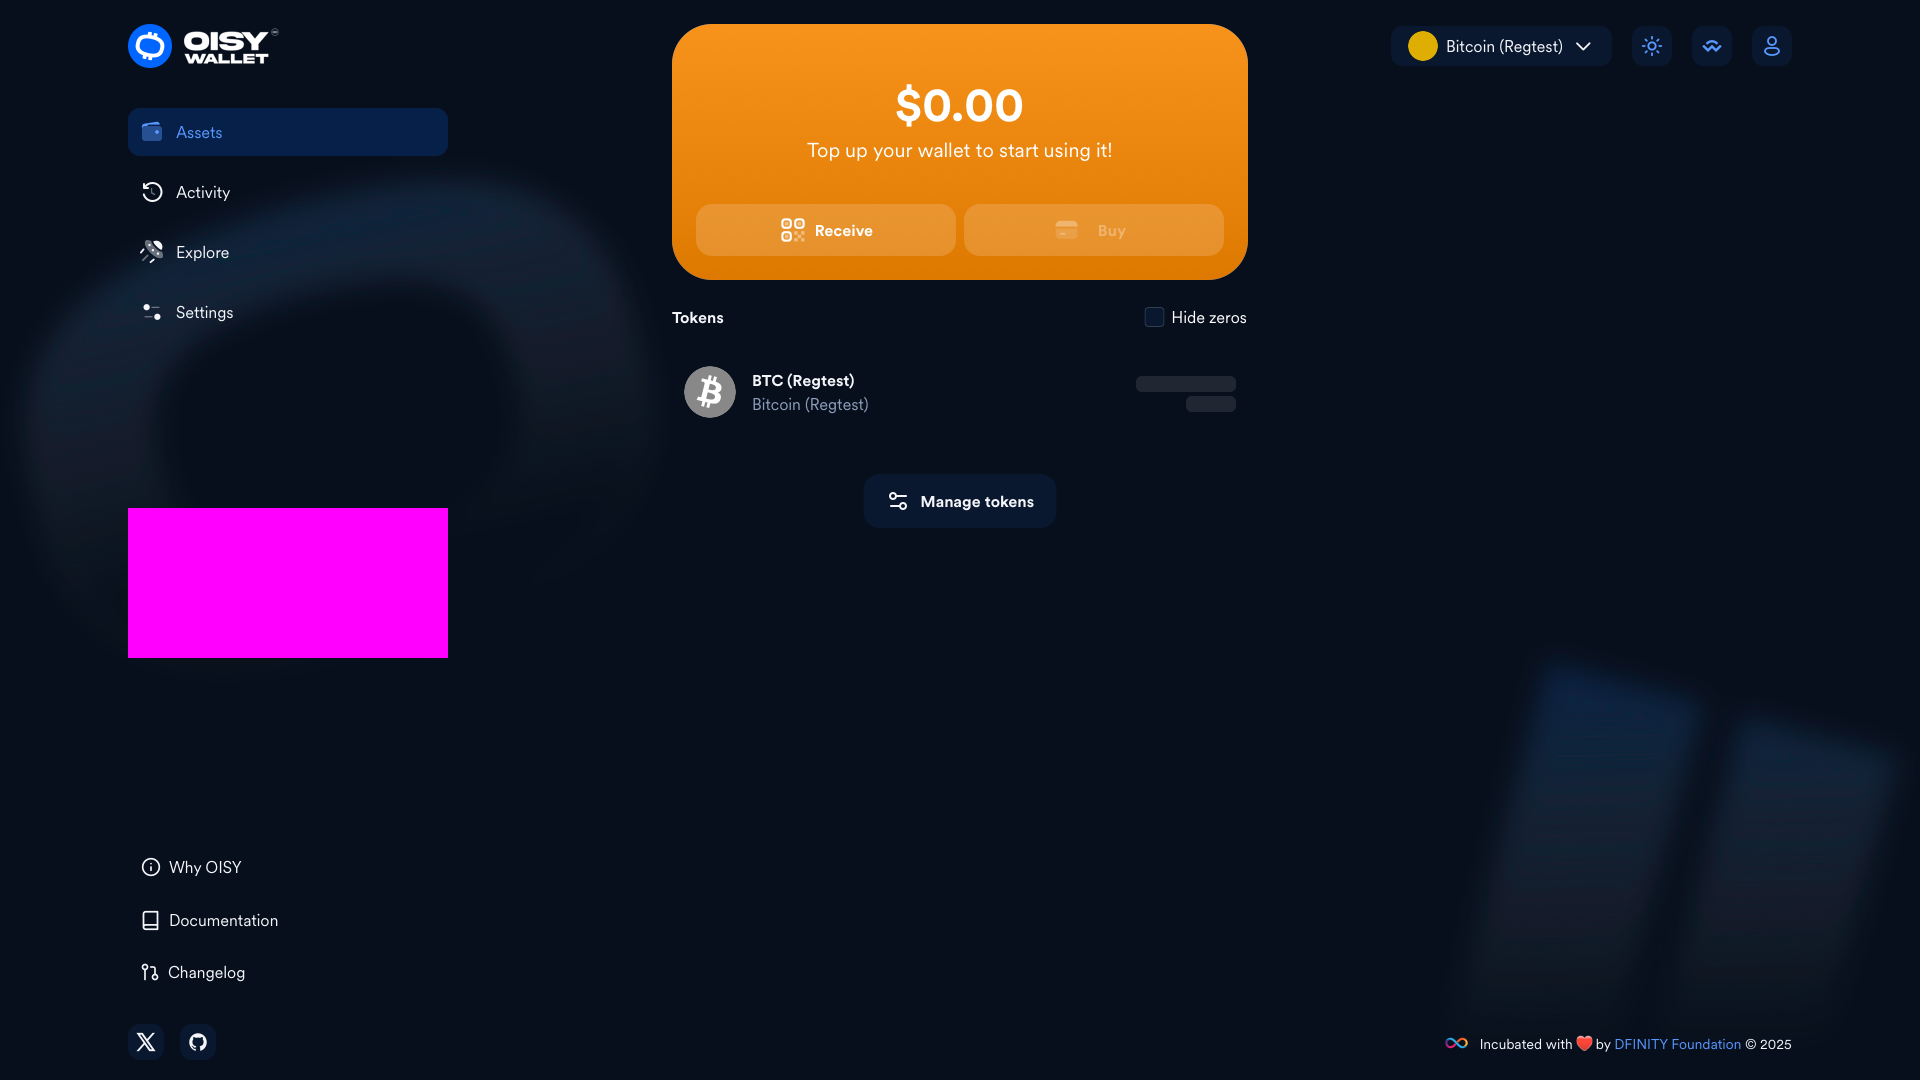 OISY
WALLET
Bitcoin (Regtest)
Assets
Activity
Explore
Settings
$0.00
Top up your wallet to start using it!
Receive
Buy
Tokens
Hide zeros
BTC (Regtest)
Bitcoin (Regtest)
Manage tokens
Why OISY
Documentation
Changelog
Incubated with ❤️ by DFINITY Foundation © 2025